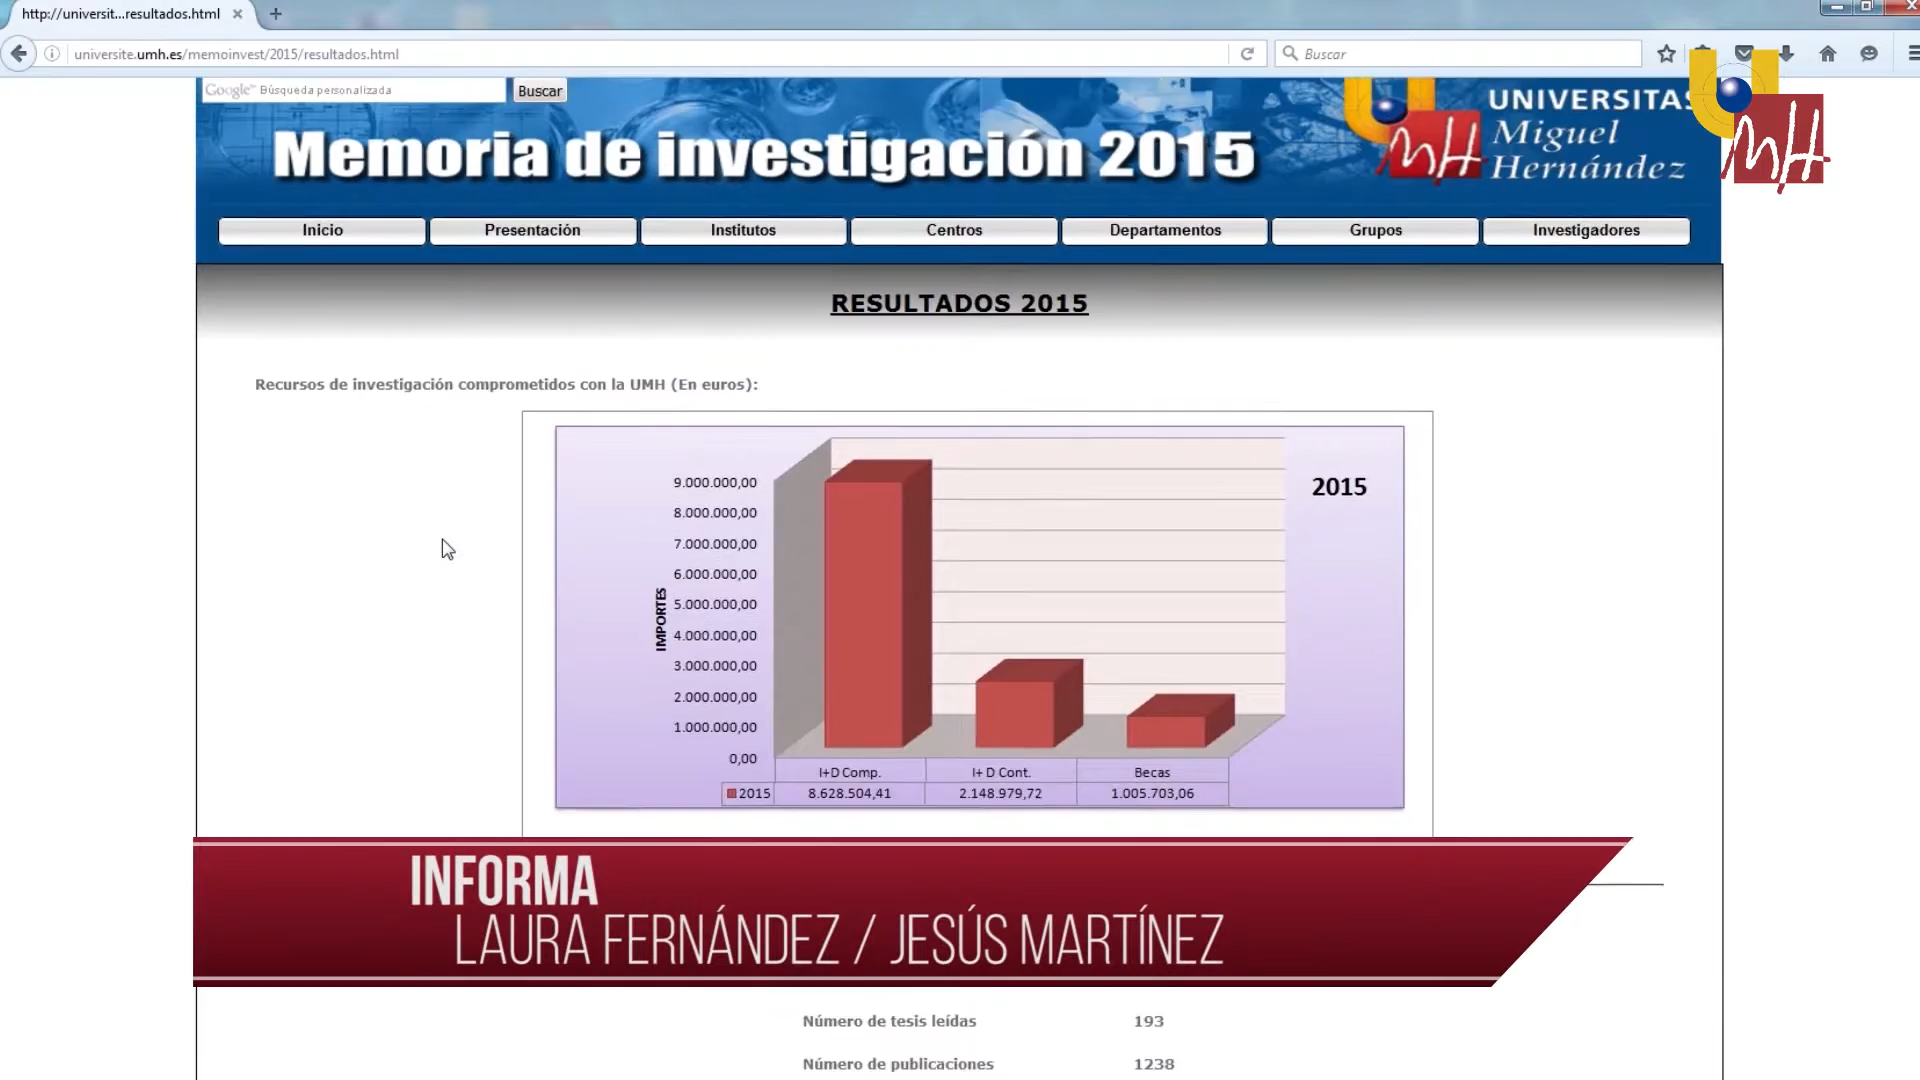 http://universit...resultados.html
universite.umh.es/memoinvest/2015/resultados.html
Buscar
Google™ Búsqueda personalizada
Buscar
UNIVERSITAS
Miguel
Hernández
Memoria de investigación 2015
UMH
UMH
Inicio
Presentación
Institutos
Centros
Departamentos
Grupos
Investigadores
RESULTADOS 2015
Recursos de investigación comprometidos con la UMH (En euros):
2015
9.000.000,00
8.000.000,00
7.000.000,00
6.000.000,00
5.000.000,00
4.000.000,00
3.000.000,00
2.000.000,00
1.000.000,00
0,00
IMPORTES
I+D Comp.
I+ D Cont.
Becas
2015
8.628.504,41
2.148.979,72
1.005.703,06
INFORMA
LAURA FERNÁNDEZ / JESÚS MARTÍNEZ
Número de tesis leídas 193
Número de publicaciones 1238